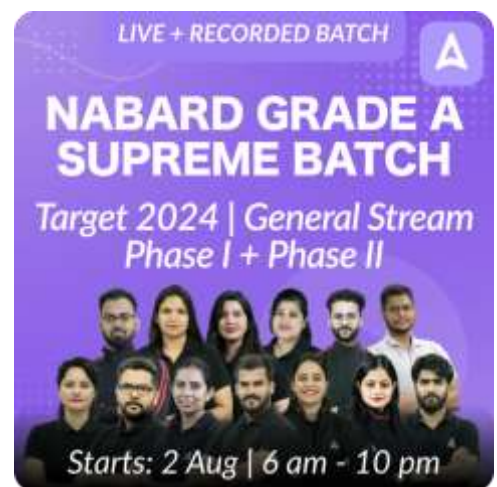 LIVE + RECORDED BATCH
NABARD GRADE A
SUPREME BATCH
Target 2024 | General Stream
Phase I + Phase II
Starts: 2 Aug | 6 am - 10 pm